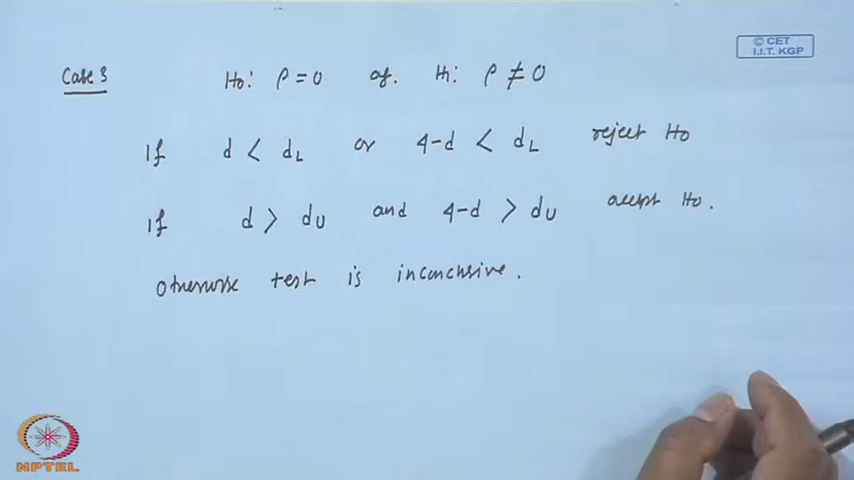 © CET
I.I.T. KGP
Case 3 H₀: ρ = 0 ag. H₁: ρ ≠ 0
If d < d_L or 4-d < d_L reject H₀
If d > d_U and 4-d > d_U accept H₀.
otherwise test is inconclusive.
NPTEL